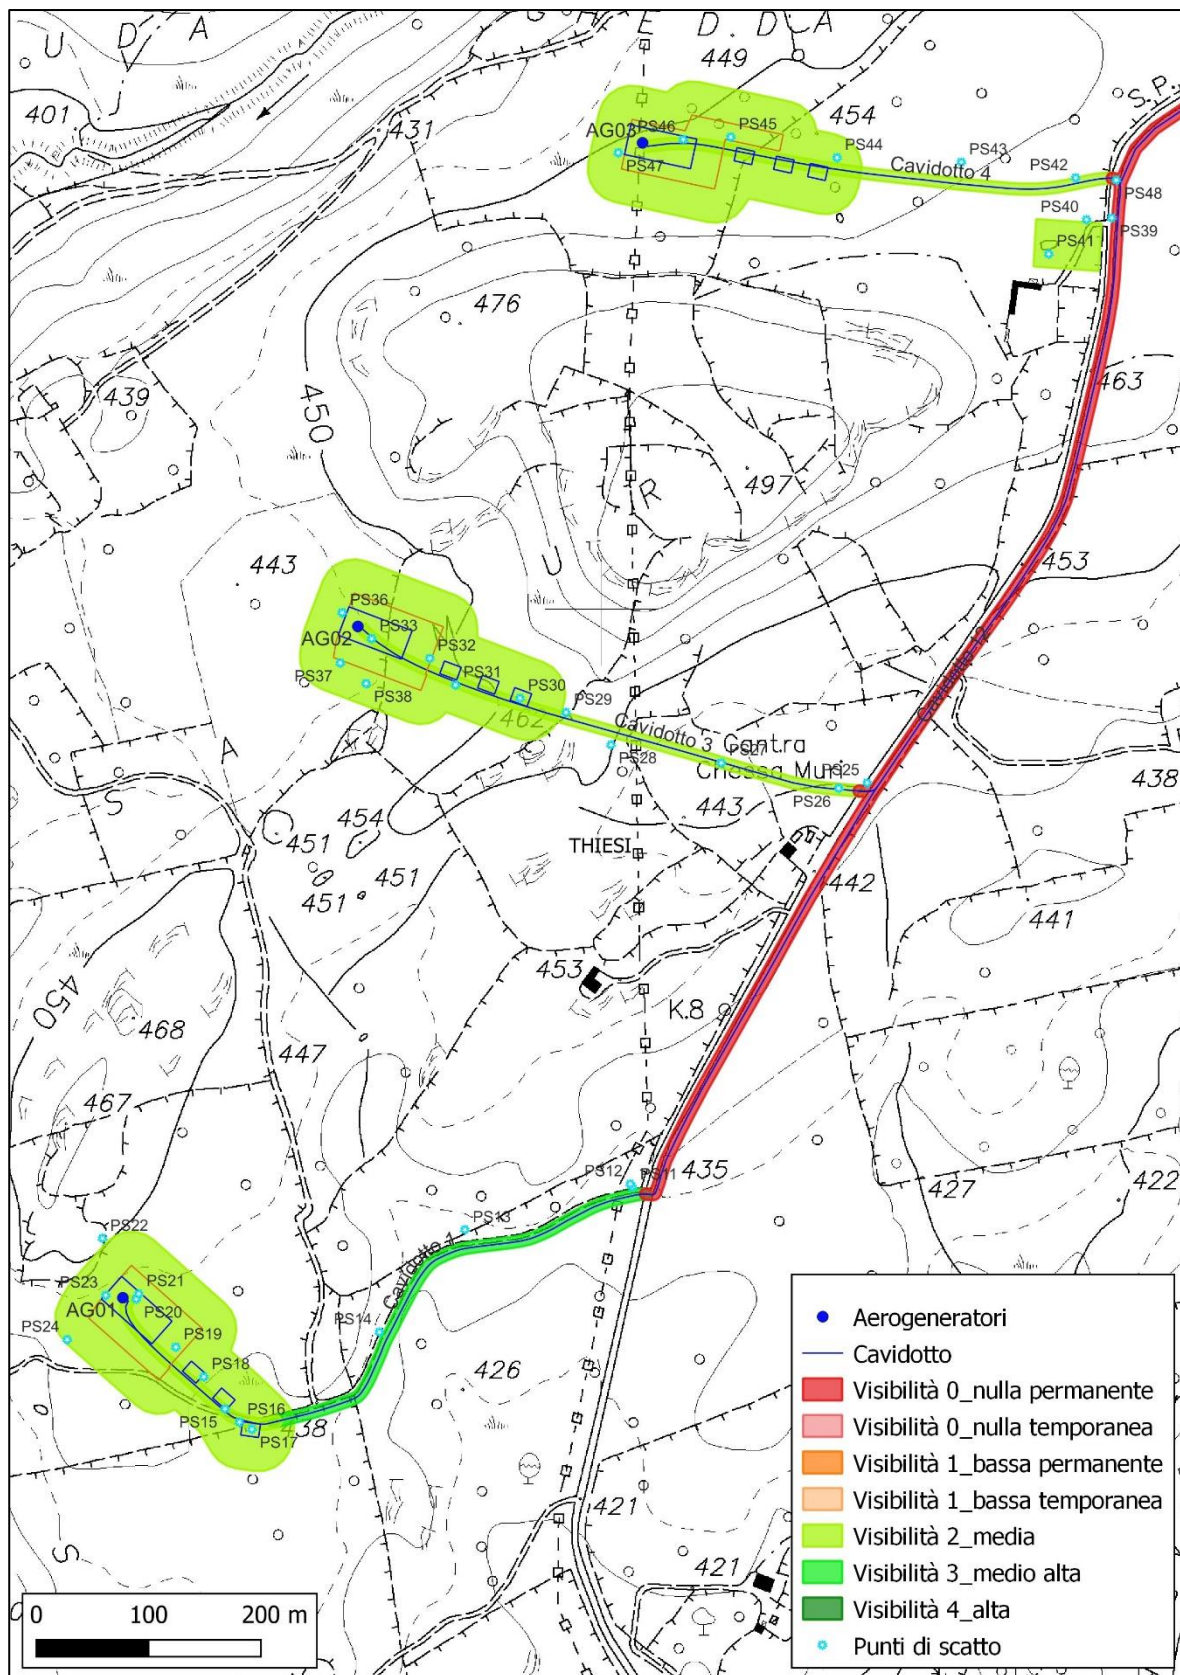 U D A
G H E D. D C A
449
401
431
454
S.P.
AG03
PS46
PS45
PS47
PS44
PS43
PS42
Cavidotto 4
PS48
PS40
PS39
PS41
476
439
450
463
R
497
453
U
443
PS36
AG02
PS33
PS32
PS37
PS31
PS38
PS30
462
PS29
Cavidotto 3
PS28
PS27
Cantra
Chessa Muri
PS25
PS26
Cavidotto 12
438
A
S
454
451
451
451
443
THIESI
442
441
450
468
453
K.8
447
467
PS12
PS11
435
427
422
PS22
PS13
Cavidotto 1
PS23
PS21
AG01
PS20
PS24
PS19
PS14
PS18
426
PS15
PS16
PS17
438
421
421
S
0 100 200 m
Aerogeneratori
Cavidotto
Visibilità 0_nulla permanente
Visibilità 0_nulla temporanea
Visibilità 1_bassa permanente
Visibilità 1_bassa temporanea
Visibilità 2_media
Visibilità 3_medio alta
Visibilità 4_alta
Punti di scatto